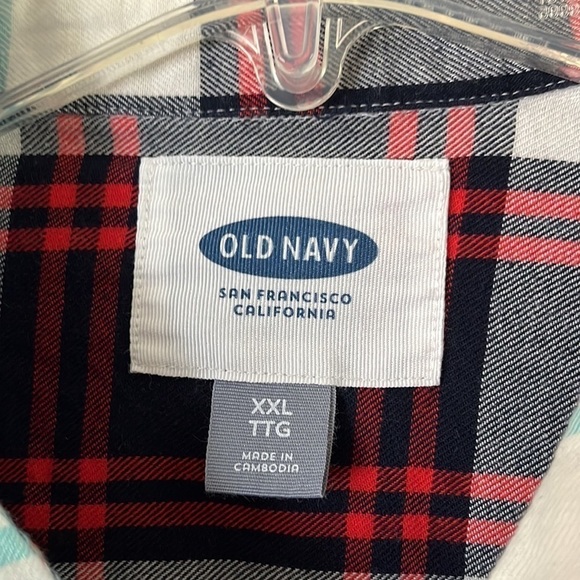 OLD NAVY
SAN FRANCISCO
CALIFORNIA
XXL
TTG
MADE IN
CAMBODIA